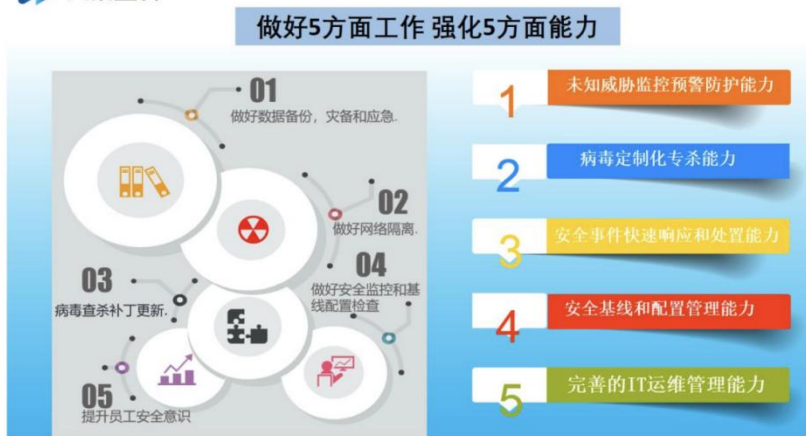 做好5方面工作 强化5方面能力
01
做好数据备份，灾备和应急.
02
做好网络隔离.
03
病毒查杀补丁更新.
04
做好安全监控和基
线配置检查
05
提升员工安全意识
1
未知威胁监控预警防护能力
2
病毒定制化专杀能力
3
安全事件快速响应和处置能力
4
安全基线和配置管理能力
5
完善的IT运维管理能力